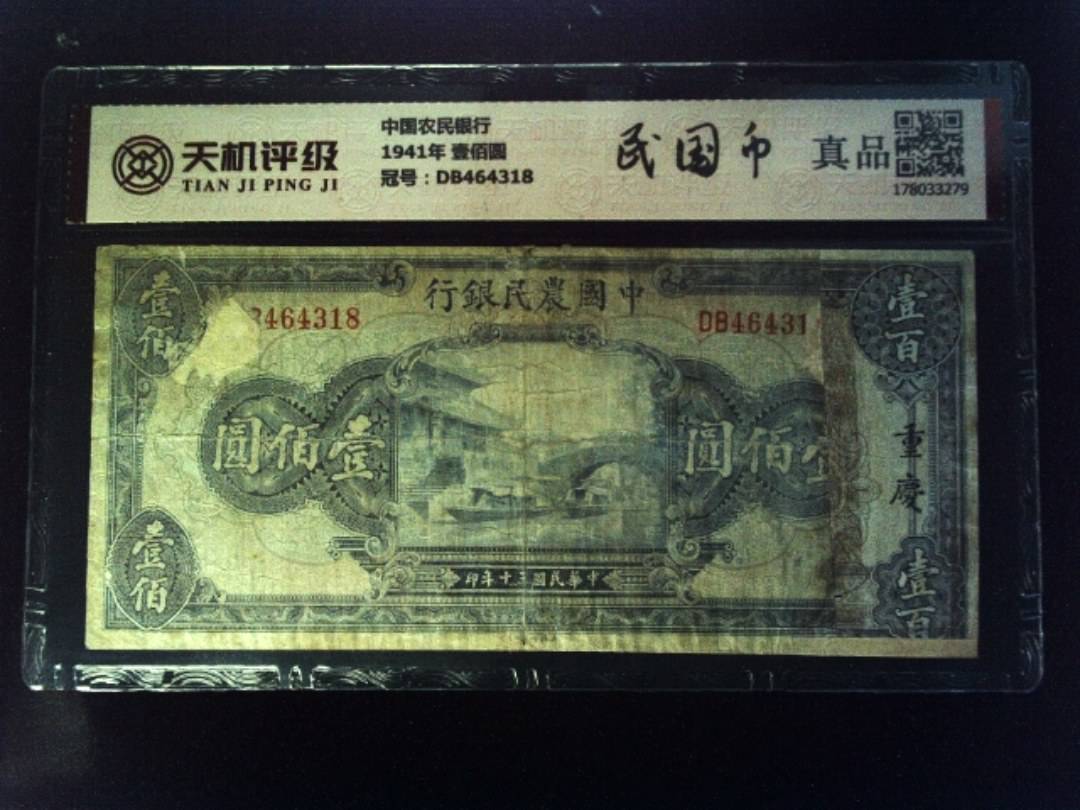 天机评级
TIAN JI PING JI
中国农民银行
1941年 壹佰圆
冠号：DB464318
民国币
真品
178033279
行銀民農國中
壹佰
464318
DB46431
壹百
圓佰壹
圓佰
重慶
壹佰
印年十三國民華中
壹百